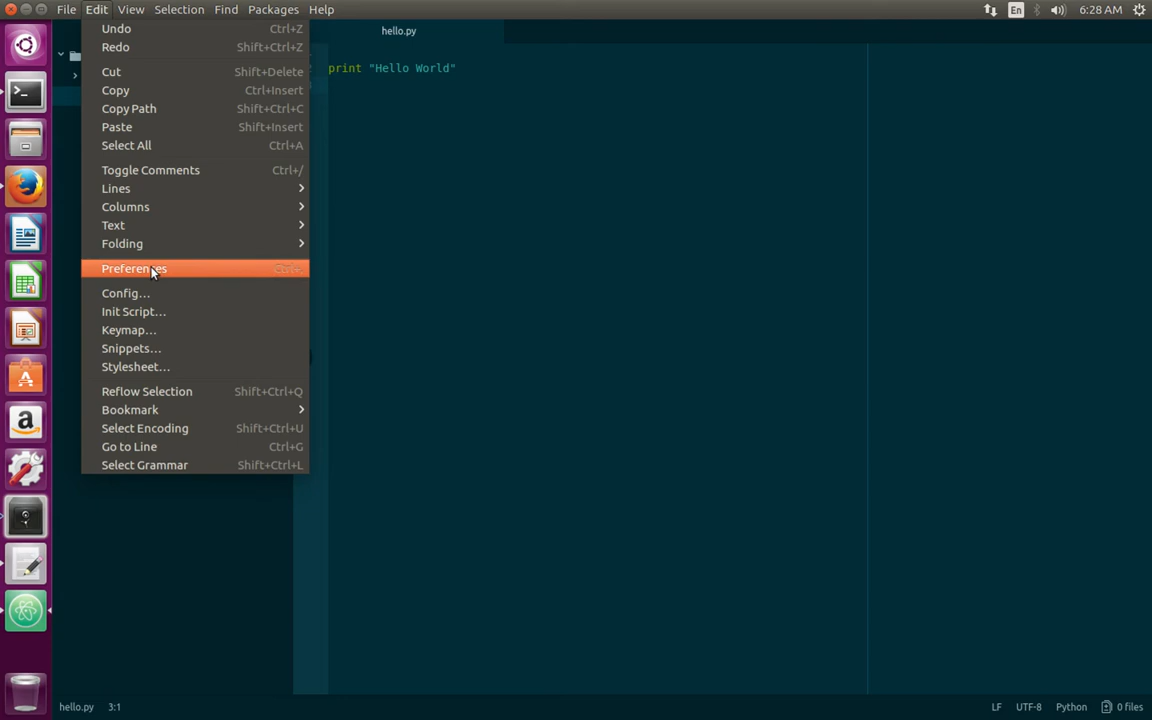 File Edit View Selection Find Packages Help En 6:28 AM
hello.py
Undo Ctrl+Z
Redo Shift+Ctrl+Z
Cut Shift+Delete
Copy Ctrl+Insert
Copy Path Shift+Ctrl+C
Paste Shift+Insert
Select All Ctrl+A
Toggle Comments Ctrl+/
Lines
Columns
Text
Folding
Preferences
Config...
Init Script...
Keymap...
Snippets...
Stylesheet...
Reflow Selection Shift+Ctrl+Q
Bookmark
Select Encoding Shift+Ctrl+U
Go to Line Ctrl+G
Select Grammar Shift+Ctrl+L
print "Hello World"
hello.py 3:1 LF UTF-8 Python 0 files